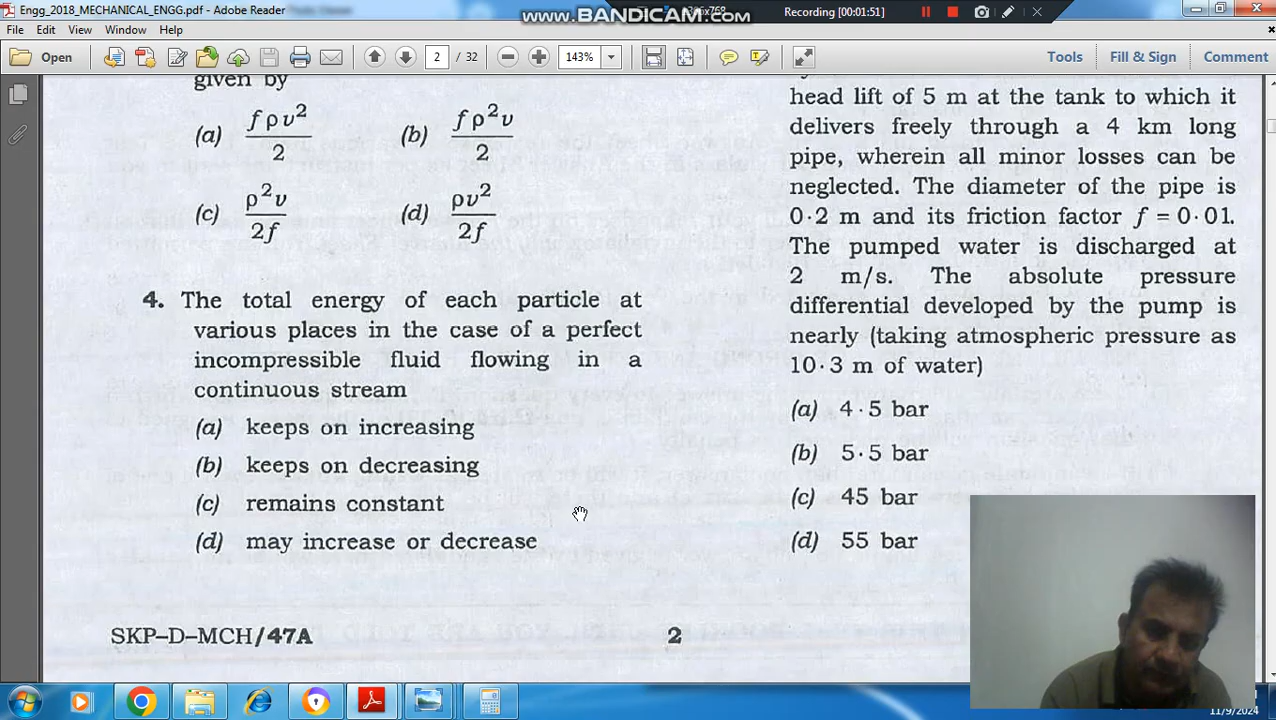 Engg_2018_MECHANICAL_ENGG.pdf - Adobe Reader
www.BANDICAM.com
Recording [00:01:51]
File Edit View Window Help
Open
2 / 32
143%
Tools Fill & Sign Comment
given by
(a) fρv²/2 (b) fρ²v/2
(c) ρ²v/2f (d) ρv²/2f
4. The total energy of each particle at
various places in the case of a perfect
incompressible fluid flowing in a
continuous stream
(a) keeps on increasing
(b) keeps on decreasing
(c) remains constant
(d) may increase or decrease
SKP–D–MCH/47A
2
head lift of 5 m at the tank to which it
delivers freely through a 4 km long
pipe, wherein all minor losses can be
neglected. The diameter of the pipe is
0·2 m and its friction factor f = 0·01.
The pumped water is discharged at
2 m/s. The absolute pressure
differential developed by the pump is
nearly (taking atmospheric pressure as
10·3 m of water)
(a) 4·5 bar
(b) 5·5 bar
(c) 45 bar
(d) 55 bar
11/9/2024